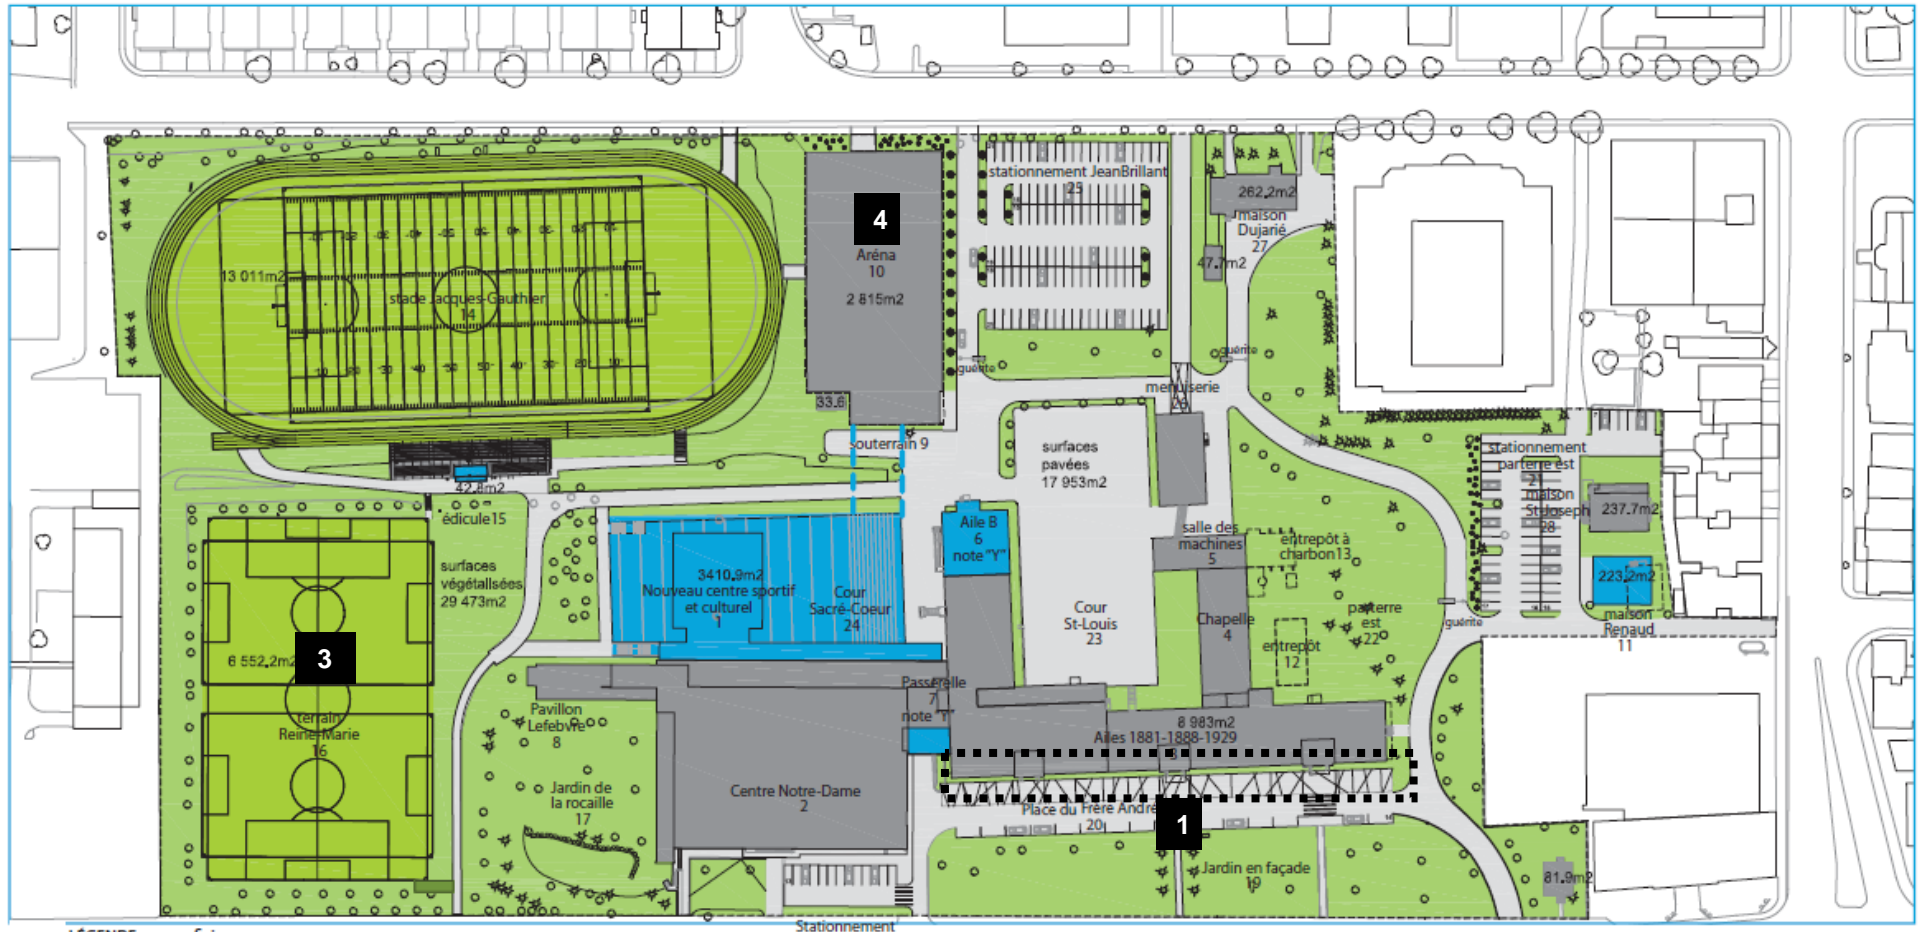 stationnement JeanBrillant
25
262.2m2
maison
Dujarié
27
47.7m2
4
Aréna
10
2 815m2
33.6
13 011m2
stade Jacques-Gauthier
14
guérite
guérite
menuiserie
souterrain 9
surfaces
pavées
17 953m2
stationnement
parterre est
21
maison
St-Joseph
28
237.7m2
42.8m2
édicule15
Aile B
6
note "Y"
salle des
machines
5
entrepôt à
charbon13
surfaces
végétalisées
29 473m2
3410.9m2
Nouveau centre sportif
et culturel
1
Cour
Sacré-Coeur
24
223.2m2
maison
Renaud
11
Cour
St-Louis
23
Chapelle
4
parterre
est
22
guérite
entrepôt
12
6 552.2m2
3
terrain
Reine-Marie
16
Passerelle
7
note "Y"
Pavillon
Lefebvre
8
8 983m2
Ailes 1881-1888-1929
3
Jardin de
la rocaille
17
Centre Notre-Dame
2
Place du Frère André
20
1
Jardin en façade
19
81.9m2
Stationnement